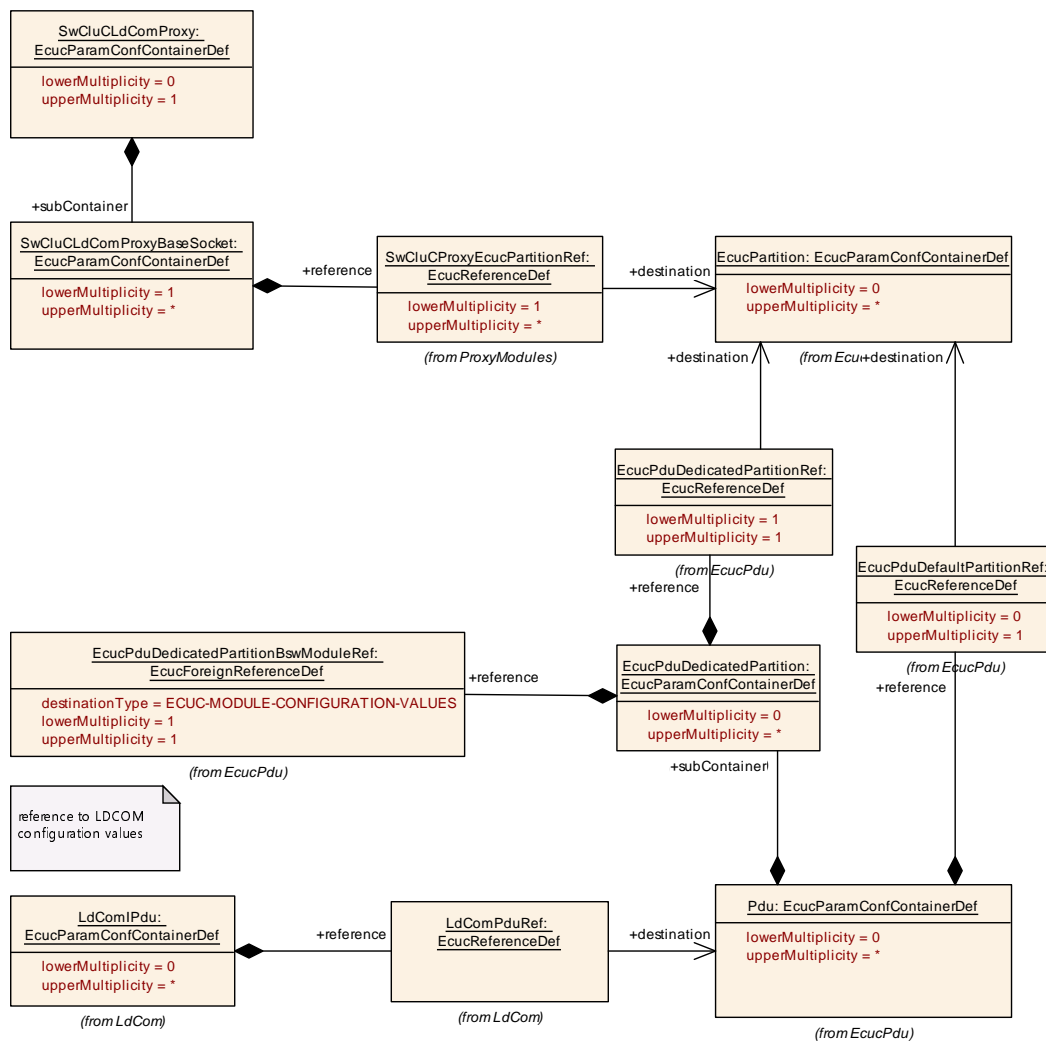 SwCluCLdComProxy:
EcucParamConfContainerDef
lowerMultiplicity = 0
upperMultiplicity = 1
+subContainer
SwCluCLdComProxyBaseSocket:
EcucParamConfContainerDef
lowerMultiplicity = 1
upperMultiplicity = *
+reference
SwCluCProxyEcucPartitionRef:
EcucReferenceDef
lowerMultiplicity = 1
upperMultiplicity = *
(from ProxyModules)
+destination
EcucPartition: EcucParamConfContainerDef
lowerMultiplicity = 0
upperMultiplicity = *
+destination
(from Ecu
+destination
EcucPduDedicatedPartitionRef:
EcucReferenceDef
lowerMultiplicity = 1
upperMultiplicity = 1
(from EcucPdu)
+reference
EcucPduDefaultPartitionRef:
EcucReferenceDef
lowerMultiplicity = 0
upperMultiplicity = 1
(from EcucPdu)
+reference
EcucPduDedicatedPartitionBswModuleRef:
EcucForeignReferenceDef
destinationType = ECUC-MODULE-CONFIGURATION-VALUES
lowerMultiplicity = 1
upperMultiplicity = 1
(from EcucPdu)
+reference
EcucPduDedicatedPartition:
EcucParamConfContainerDef
lowerMultiplicity = 0
upperMultiplicity = *
+subContainer
reference to LDCOM
configuration values
LdComIPdu:
EcucParamConfContainerDef
lowerMultiplicity = 0
upperMultiplicity = *
(from LdCom)
+reference
LdComPduRef:
EcucReferenceDef
(from LdCom)
+destination
Pdu: EcucParamConfContainerDef
lowerMultiplicity = 0
upperMultiplicity = *
(from EcucPdu)